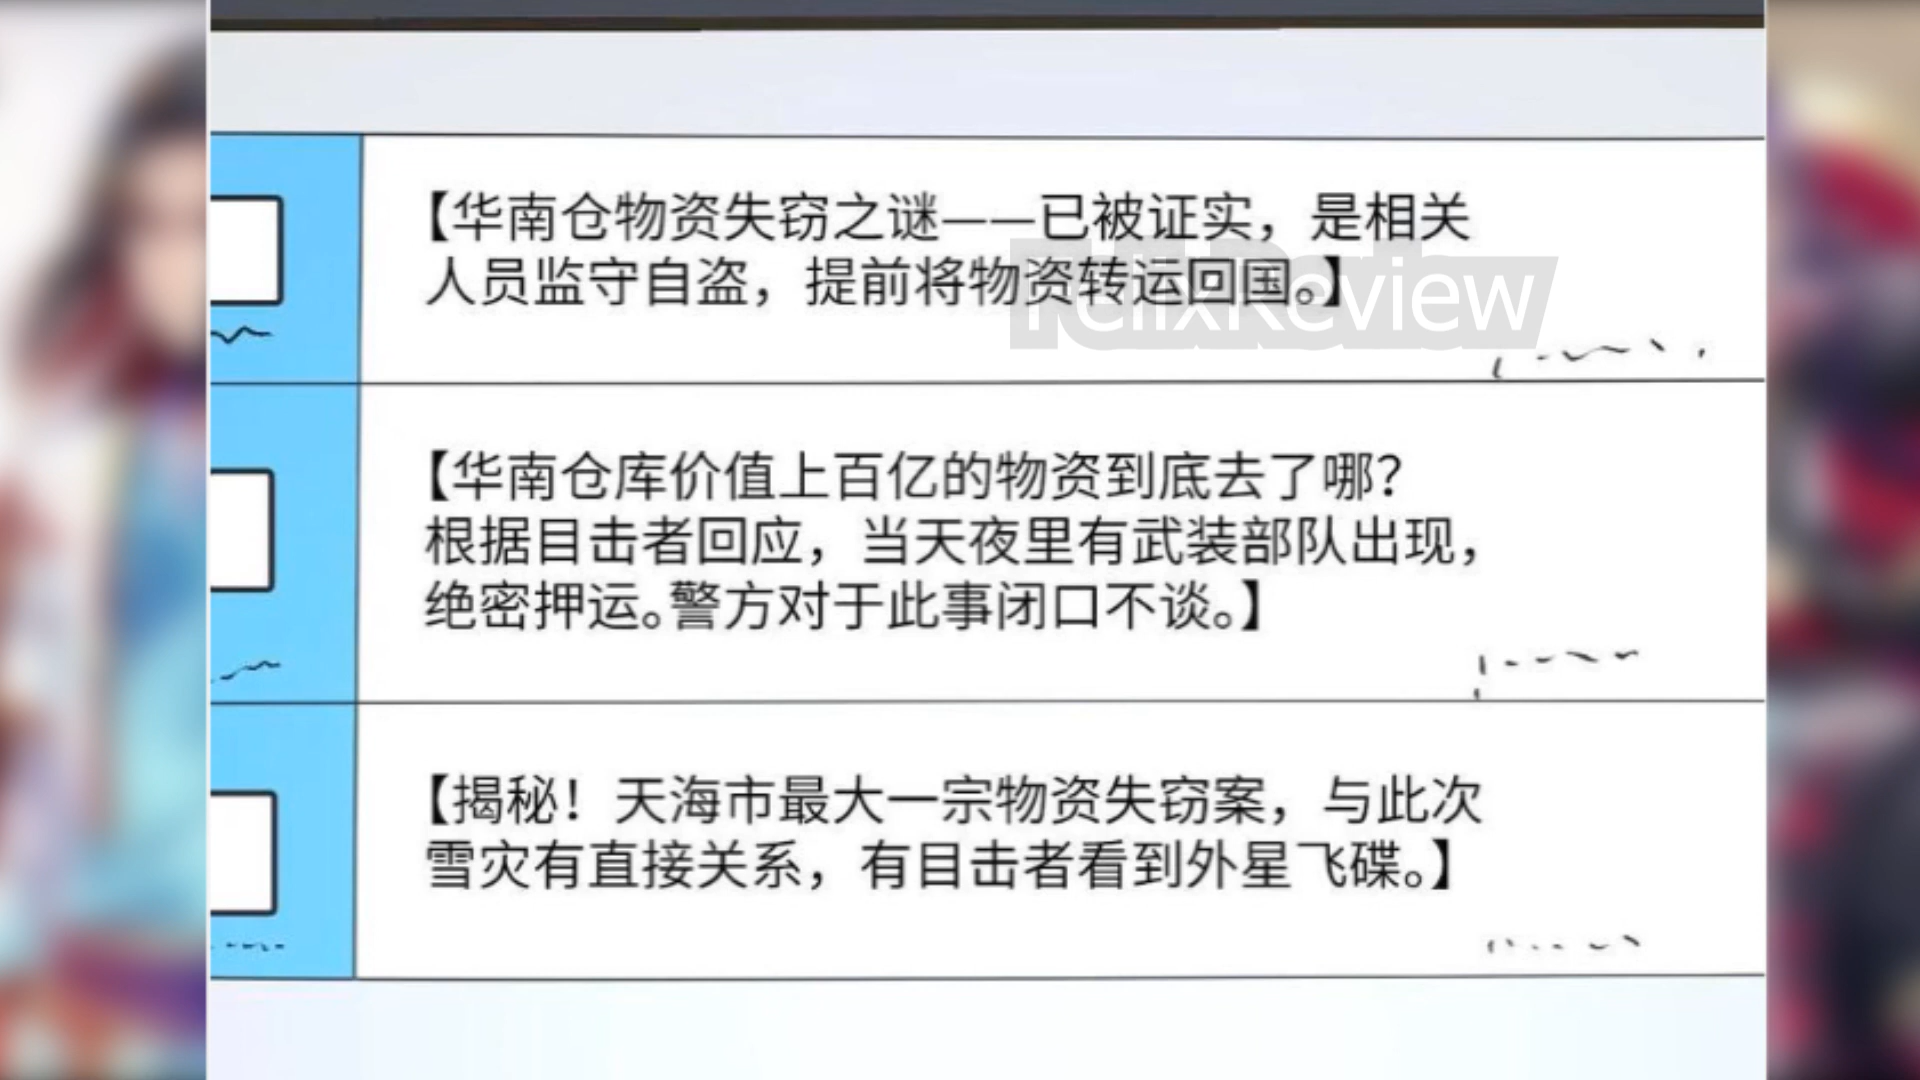 【华南仓物资失窃之谜——已被证实，是相关
人员监守自盗，提前将物资转运回国。】
FelixReview
【华南仓库价值上百亿的物资到底去了哪？
根据目击者回应，当天夜里有武装部队出现，
绝密押运。警方对于此事闭口不谈。】
【揭秘！天海市最大一宗物资失窃案，与此次
雪灾有直接关系，有目击者看到外星飞碟。】